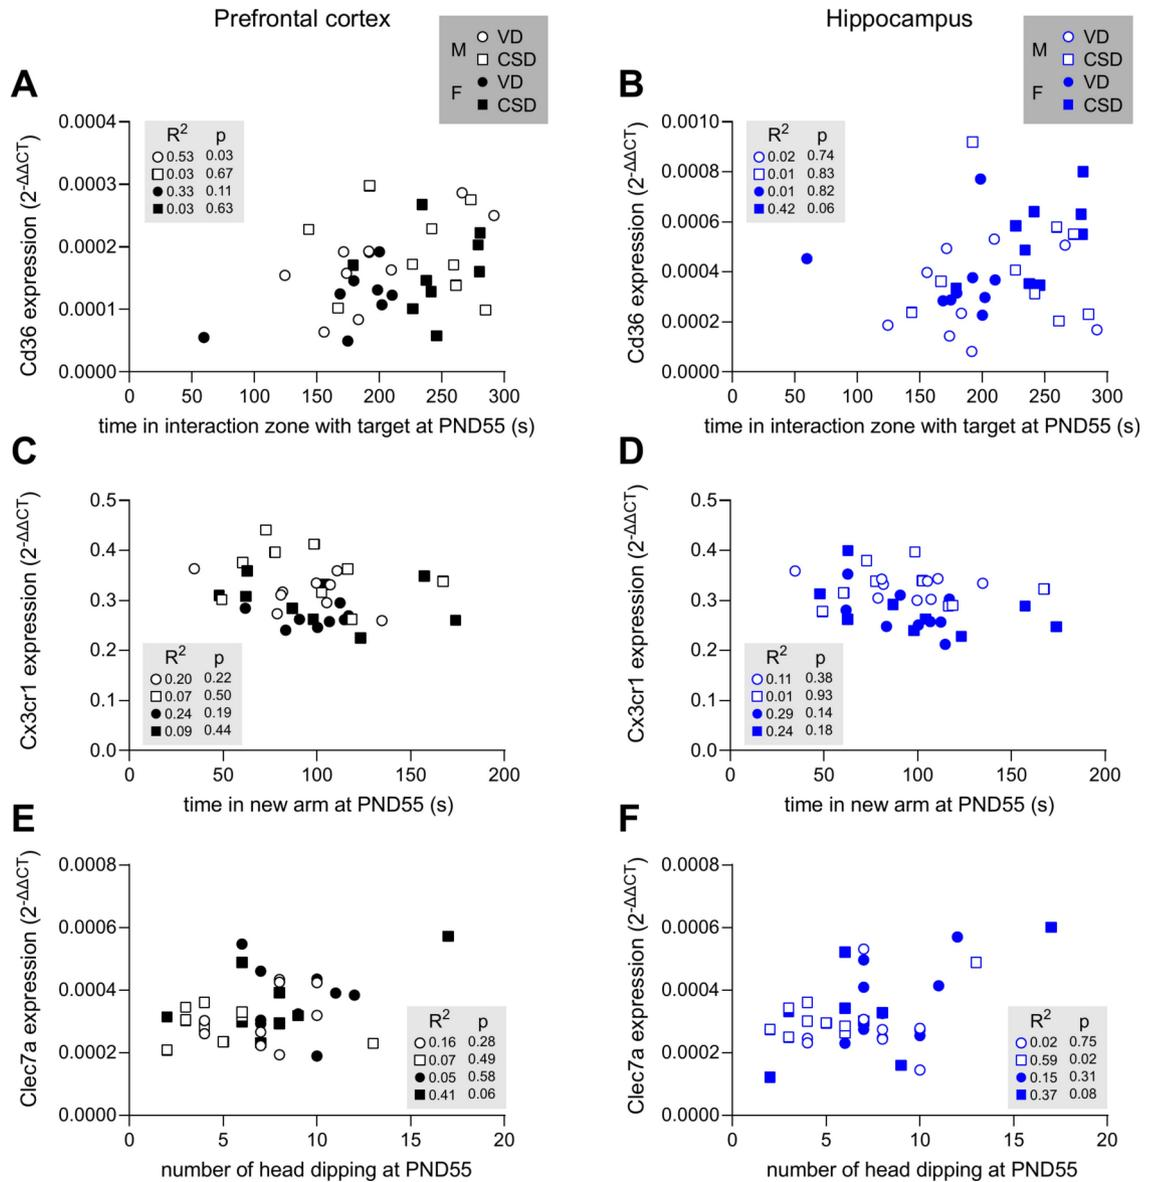 Prefrontal cortex
M VD
CSD
F VD
CSD
A
Cd36 expression (2-ΔΔCT)
0.0004
0.0003
0.0002
0.0001
0.0000
R2 p
0.53 0.03
0.03 0.67
0.33 0.11
0.03 0.63
0 50 100 150 200 250 300
time in interaction zone with target at PND55 (s)
Hippocampus
M VD
CSD
F VD
CSD
B
Cd36 expression (2-ΔΔCT)
0.0010
0.0008
0.0006
0.0004
0.0002
0.0000
R2 p
0.02 0.74
0.01 0.83
0.01 0.82
0.42 0.06
0 50 100 150 200 250 300
time in interaction zone with target at PND55 (s)
C
Cx3cr1 expression (2-ΔΔCT)
0.5
0.4
0.3
0.2
0.1
0.0
R2 p
0.20 0.22
0.07 0.50
0.24 0.19
0.09 0.44
0 50 100 150 200
time in new arm at PND55 (s)
D
Cx3cr1 expression (2-ΔΔCT)
0.5
0.4
0.3
0.2
0.1
0.0
R2 p
0.11 0.38
0.01 0.93
0.29 0.14
0.24 0.18
0 50 100 150 200
time in new arm at PND55 (s)
E
Clec7a expression (2-ΔΔCT)
0.0008
0.0006
0.0004
0.0002
0.0000
R2 p
0.16 0.28
0.07 0.49
0.05 0.58
0.41 0.06
0 5 10 15 20
number of head dipping at PND55
F
Clec7a expression (2-ΔΔCT)
0.0008
0.0006
0.0004
0.0002
0.0000
R2 p
0.02 0.75
0.59 0.02
0.15 0.31
0.37 0.08
0 5 10 15 20
number of head dipping at PND55